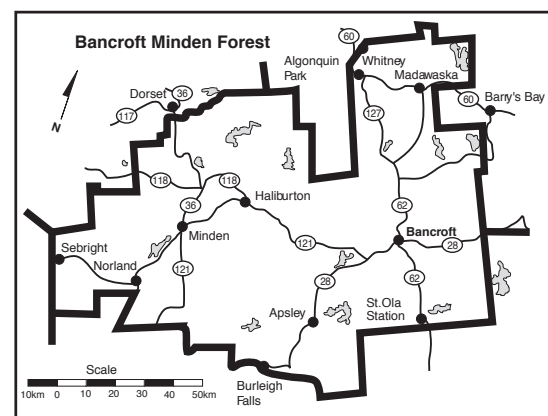 Bancroft Minden Forest
60
Algonquin
Park
Whitney
Madawaska
Dorset
36
117
60
Barry's Bay
N
127
118
118
Haliburton
36
62
Minden
Bancroft
Sebright
121
28
Norland
121
28
62
Apsley
St.Ola
Station
Scale
10km 0 10 20 30 40 50km
Burleigh
Falls